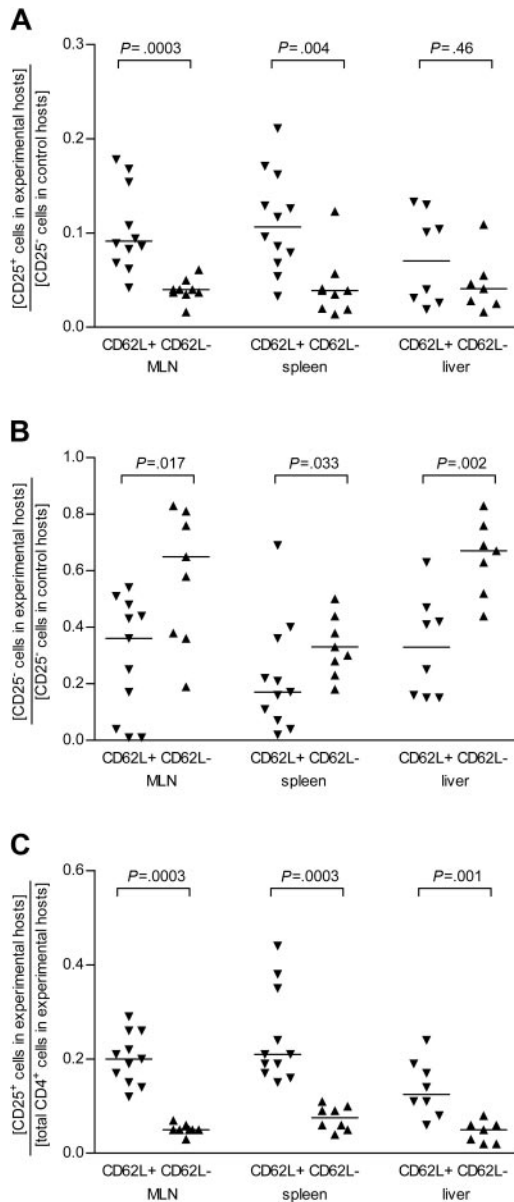 A
[CD25⁺ cells in experimental hosts]
[CD25⁻ cells in control hosts]
0.3
0.2
0.1
0.0
P=.0003
P=.004
P=.46
CD62L+ CD62L- CD62L+ CD62L- CD62L+ CD62L-
MLN spleen liver
B
[CD25⁻ cells in experimental hosts]
[CD25⁻ cells in control hosts]
1.0
0.8
0.6
0.4
0.2
0.0
P=.017
P=.033
P=.002
CD62L+ CD62L- CD62L+ CD62L- CD62L+ CD62L-
MLN spleen liver
C
[CD25⁺ cells in experimental hosts]
[total CD4⁺ cells in experimental hosts]
0.6
0.4
0.2
0.0
P=.0003
P=.0003
P=.001
CD62L+ CD62L- CD62L+ CD62L- CD62L+ CD62L-
MLN spleen liver